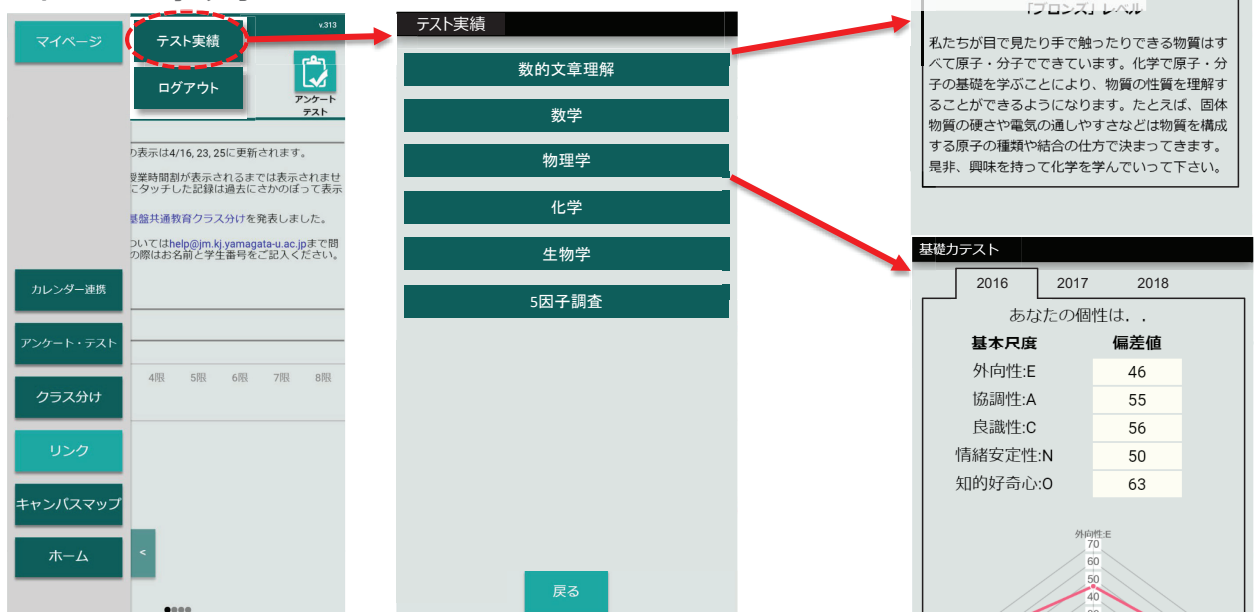 マイページ
テスト実績
ログアウト
v.313
アンケート
テスト
の表示は4/16, 23, 25に更新されます。
授業時間割が表示されるまでは表示されませ
にタッチした記録は過去にさかのぼって表示
基盤共通教育クラス分けを発表しました。
ついてはhelp@jm.kj.yamagata-u.ac.jpまで問
の際はお名前と学生番号をご記入ください。
カレンダー連携
アンケート・テスト
4限 5限 6限 7限 8限
クラス分け
リンク
キャンパスマップ
ホーム
<
テスト実績
数的文章理解
数学
物理学
化学
生物学
5因子調査
戻る
「ブロンズ」レベル
私たちが目で見たり手で触ったりできる物質はす
べて原子・分子でできています。化学で原子・分
子の基礎を学ぶことにより、物質の性質を理解す
ることができるようになります。たとえば、固体
物質の硬さや電気の通しやすさなどは物質を構成
する原子の種類や結合の仕方で決まってきます。
是非、興味を持って化学を学んでいって下さい。
基礎力テスト
2016 2017 2018
あなたの個性は．．
基本尺度 偏差値
外向性:E 46
協調性:A 55
良識性:C 56
情緒安定性:N 50
知的好奇心:O 63
外向性:E
70
60
50
40